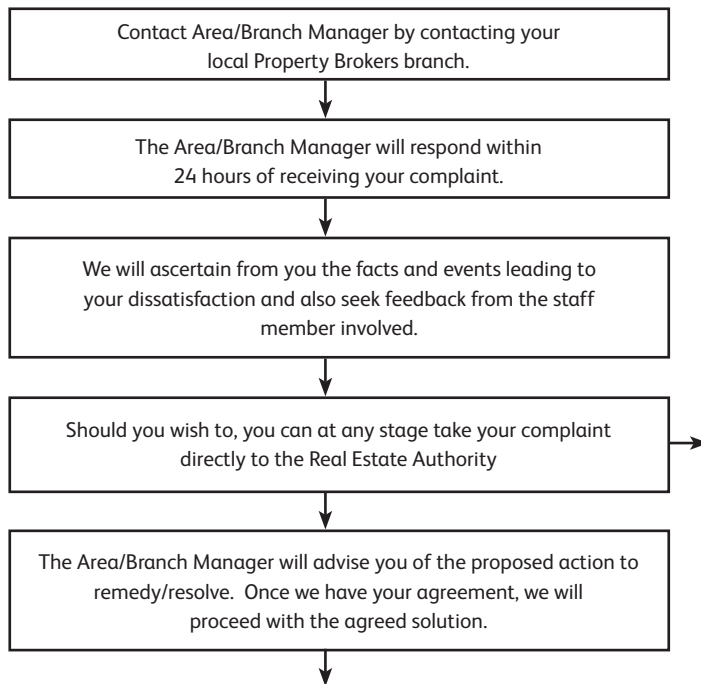 Contact Area/Branch Manager by contacting your
local Property Brokers branch.
The Area/Branch Manager will respond within
24 hours of receiving your complaint.
We will ascertain from you the facts and events leading to
your dissatisfaction and also seek feedback from the staff
member involved.
Should you wish to, you can at any stage take your complaint
directly to the Real Estate Authority
The Area/Branch Manager will advise you of the proposed action to
remedy/resolve.  Once we have your agreement, we will
proceed with the agreed solution.